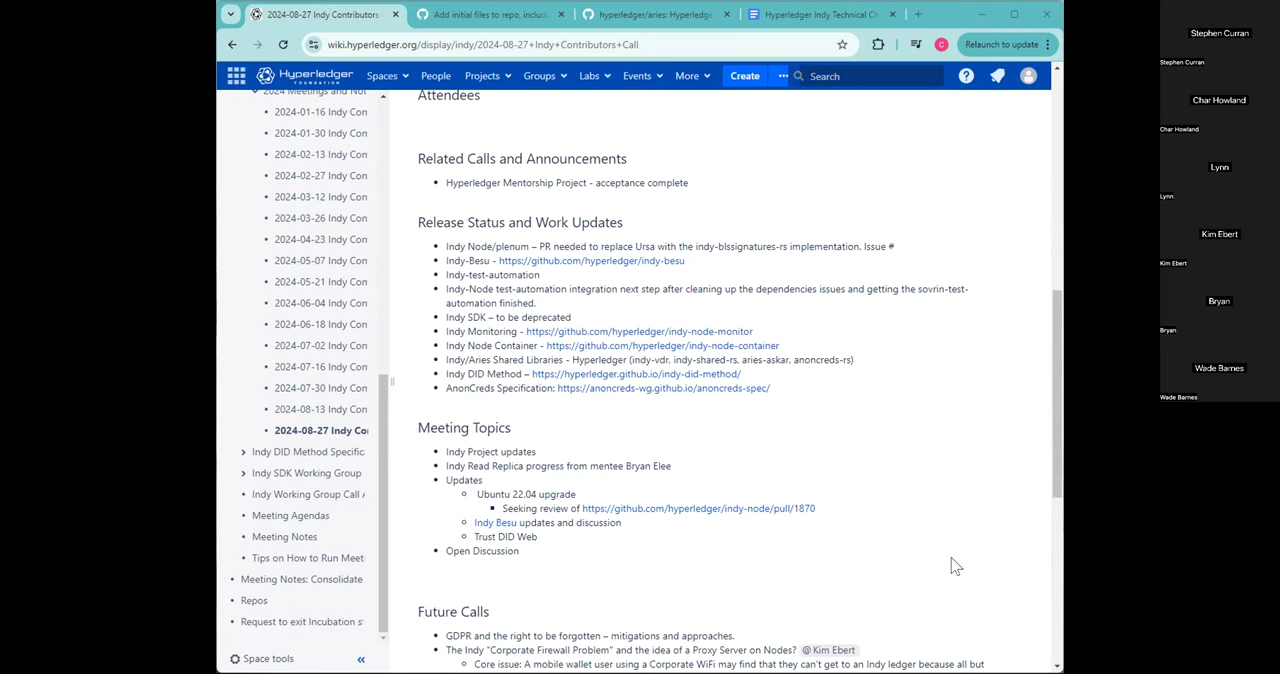 2024-08-27 Indy Contributors
Add initial files to repo, includ
hyperledger/aries: Hyperledge
Hyperledger Indy Technical Ch
wiki.hyperledger.org/display/indy/2024-08-27+Indy+Contributors+Call
Relaunch to update
HYPERLEDGER FOUNDATION
Spaces
People
Projects
Groups
Labs
Events
More
Create
Search
2024 Meetings and Not
2024-01-16 Indy Con
2024-01-30 Indy Con
2024-02-13 Indy Con
2024-02-27 Indy Con
2024-03-12 Indy Con
2024-03-26 Indy Con
2024-04-23 Indy Con
2024-05-07 Indy Con
2024-05-21 Indy Con
2024-06-04 Indy Con
2024-06-18 Indy Con
2024-07-02 Indy Con
2024-07-16 Indy Con
2024-07-30 Indy Con
2024-08-13 Indy Con
2024-08-27 Indy Co
Indy DID Method Specific
Indy SDK Working Group
Indy Working Group Call
Meeting Agendas
Meeting Notes
Tips on How to Run Meet
Meeting Notes: Consolidate
Repos
Request to exit Incubation s
Space tools
Attendees
Related Calls and Announcements
Hyperledger Mentorship Project - acceptance complete
Release Status and Work Updates
Indy Node/plenum – PR needed to replace Ursa with the indy-blssignatures-rs implementation. Issue #
Indy-Besu - https://github.com/hyperledger/indy-besu
Indy-test-automation
Indy-Node test-automation integration next step after cleaning up the dependencies issues and getting the sovrin-test-
automation finished.
Indy SDK – to be deprecated
Indy Monitoring - https://github.com/hyperledger/indy-node-monitor
Indy Node Container - https://github.com/hyperledger/indy-node-container
Indy/Aries Shared Libraries - Hyperledger (indy-vdr, indy-shared-rs, aries-askar, anoncreds-rs)
Indy DID Method – https://hyperledger.github.io/indy-did-method/
AnonCreds Specification: https://anoncreds-wg.github.io/anoncreds-spec/
Meeting Topics
Indy Project updates
Indy Read Replica progress from mentee Bryan Elee
Updates
Ubuntu 22.04 upgrade
Seeking review of https://github.com/hyperledger/indy-node/pull/1870
Indy Besu updates and discussion
Trust DID Web
Open Discussion
Future Calls
GDPR and the right to be forgotten – mitigations and approaches.
The Indy "Corporate Firewall Problem" and the idea of a Proxy Server on Nodes? @ Kim Ebert
Core issue: A mobile wallet user using a Corporate WiFi may find that they can't get to an Indy ledger because all but
Stephen Curran
Stephen Curran
Char Howland
Char Howland
Lynn
Lynn
Kim Ebert
Kim Ebert
Bryan
Bryan
Wade Barnes
Wade Barnes